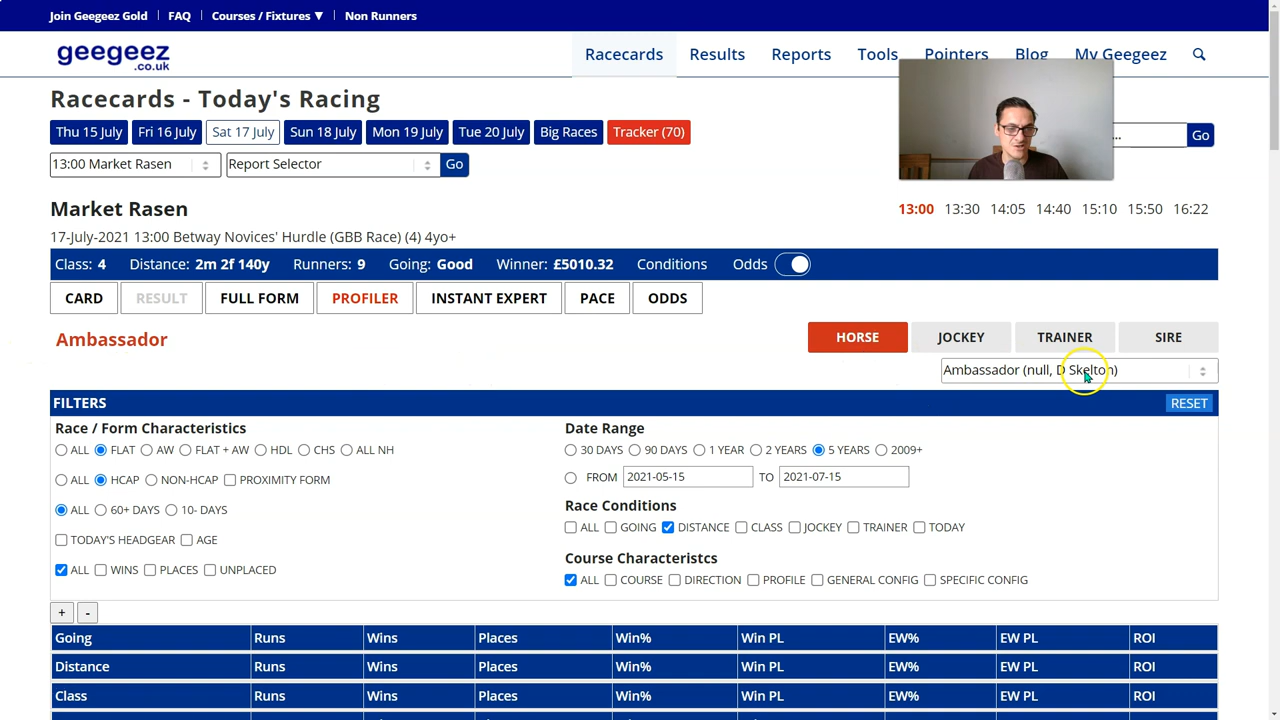 Join Geegeez Gold FAQ Courses / Fixtures ▼ Non Runners
geegeez
.co.uk
Racecards Results Reports Tools Pointers Blog My Geegeez
Racecards - Today's Racing
Thu 15 July Fri 16 July Sat 17 July Sun 18 July Mon 19 July Tue 20 July Big Races Tracker (70) ... Go
13:00 Market Rasen Report Selector Go
Market Rasen 13:00 13:30 14:05 14:40 15:10 15:50 16:22
17-July-2021 13:00 Betway Novices' Hurdle (GBB Race) (4) 4yo+
Class: 4 Distance: 2m 2f 140y Runners: 9 Going: Good Winner: £5010.32 Conditions Odds
CARD RESULT FULL FORM PROFILER INSTANT EXPERT PACE ODDS
Ambassador HORSE JOCKEY TRAINER SIRE
Ambassador (null, D Skelton)
FILTERS RESET
Race / Form Characteristics
ALL FLAT AW FLAT + AW HDL CHS ALL NH
ALL HCAP NON-HCAP PROXIMITY FORM
ALL 60+ DAYS 10- DAYS
TODAY'S HEADGEAR AGE
ALL WINS PLACES UNPLACED
Date Range
30 DAYS 90 DAYS 1 YEAR 2 YEARS 5 YEARS 2009+
FROM 2021-05-15 TO 2021-07-15
Race Conditions
ALL GOING DISTANCE CLASS JOCKEY TRAINER TODAY
Course Characteristcs
ALL COURSE DIRECTION PROFILE GENERAL CONFIG SPECIFIC CONFIG
+ -
Going Runs Wins Places Win% Win PL EW% EW PL ROI
Distance Runs Wins Places Win% Win PL EW% EW PL ROI
Class Runs Wins Places Win% Win PL EW% EW PL ROI